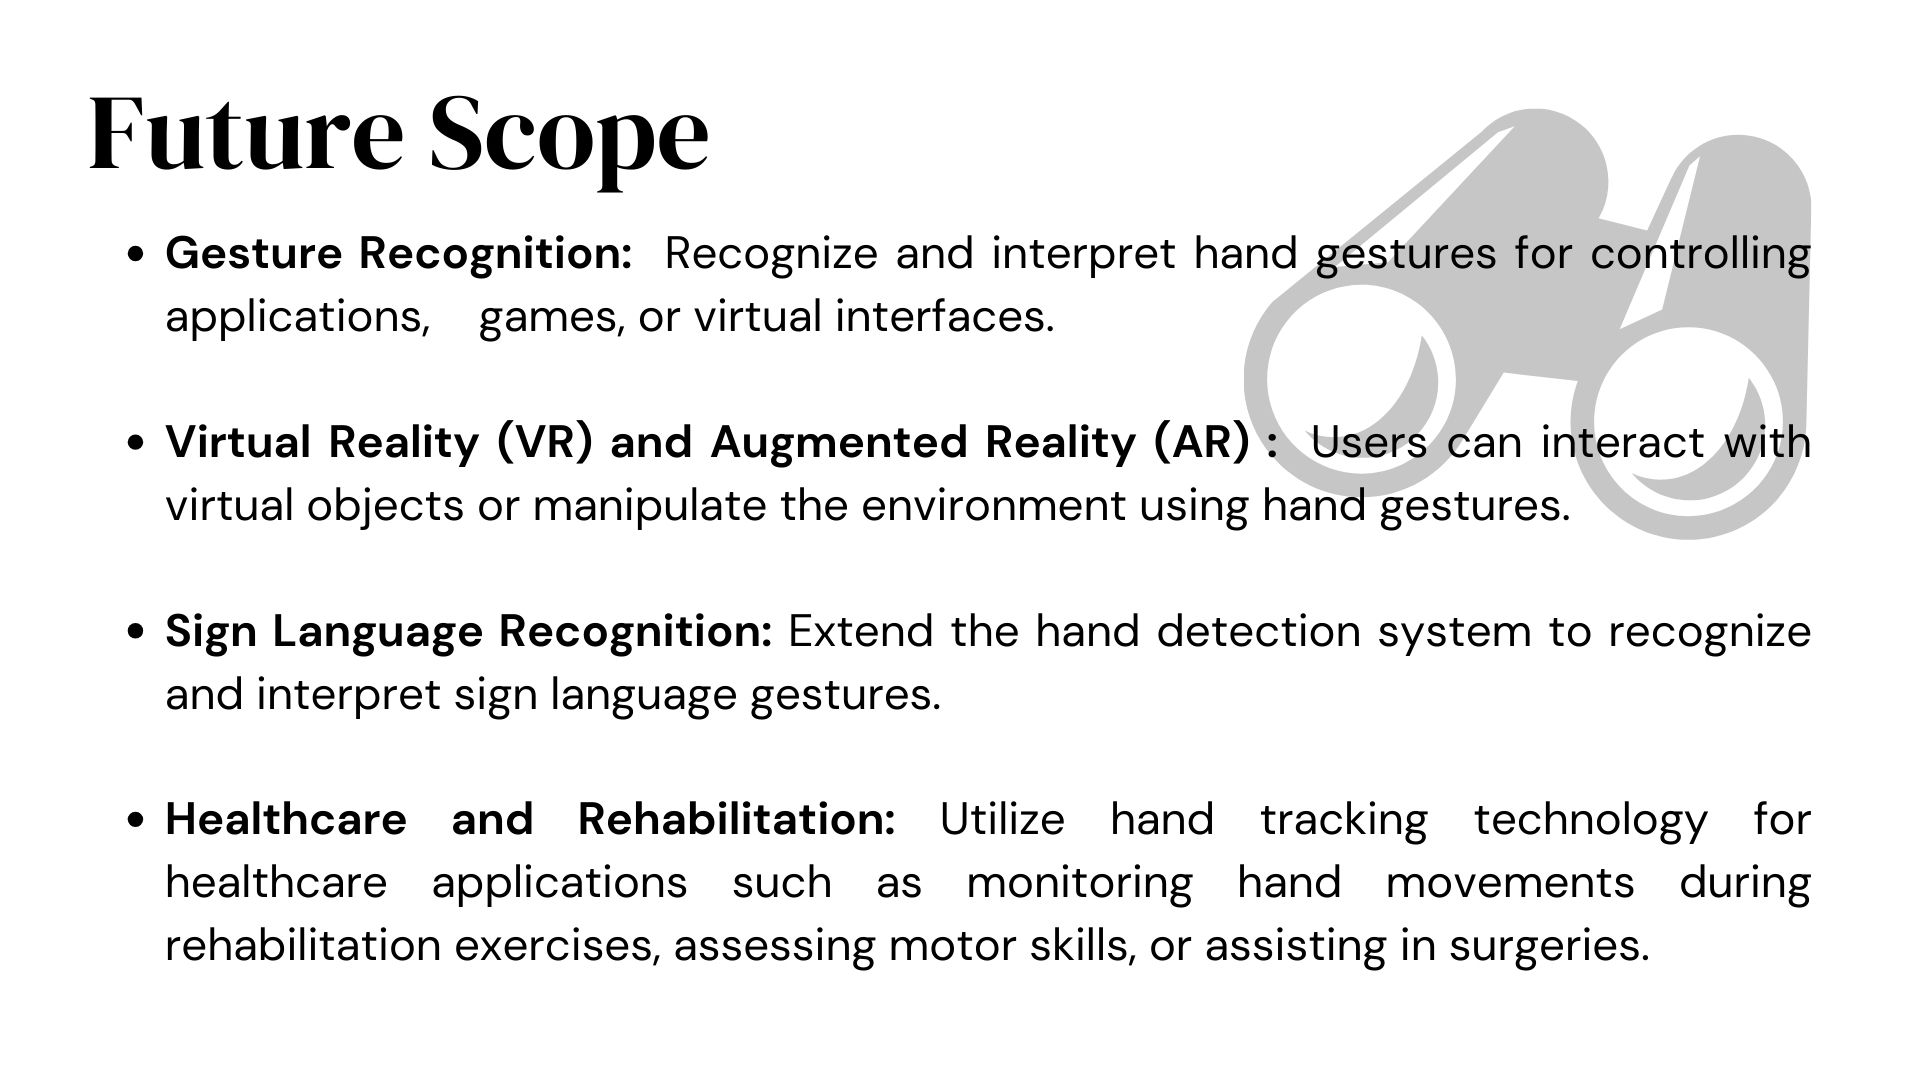 Future Scope
• Gesture Recognition:  Recognize and interpret hand gestures for controlling
applications,    games, or virtual interfaces.
• Virtual Reality (VR) and Augmented Reality (AR) :  Users can interact with
virtual objects or manipulate the environment using hand gestures.
• Sign Language Recognition: Extend the hand detection system to recognize
and interpret sign language gestures.
• Healthcare and Rehabilitation: Utilize hand tracking technology for
healthcare applications such as monitoring hand movements during
rehabilitation exercises, assessing motor skills, or assisting in surgeries.